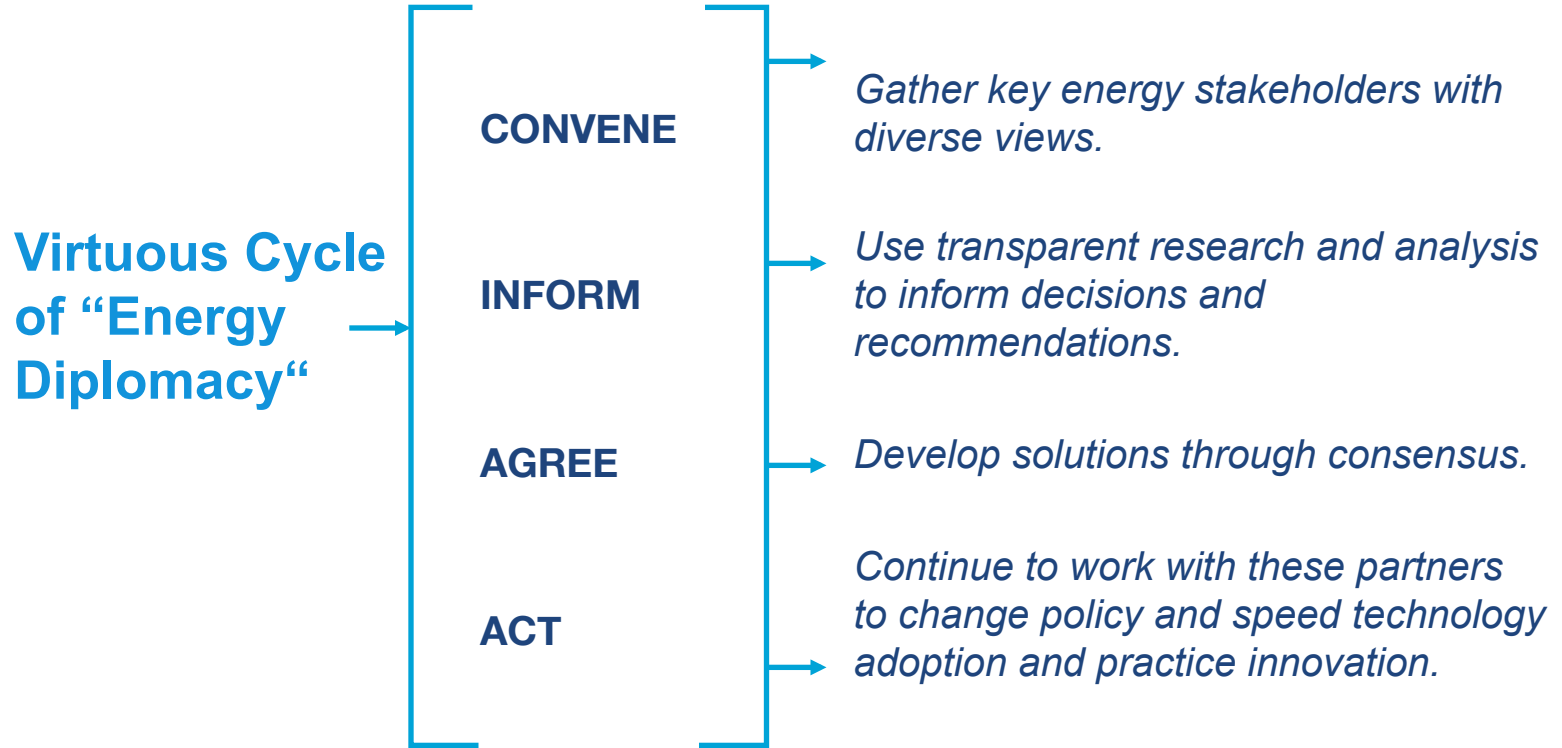 Virtuous Cycle
of “Energy
Diplomacy“
CONVENE
Gather key energy stakeholders with
diverse views.
INFORM
Use transparent research and analysis
to inform decisions and
recommendations.
AGREE
Develop solutions through consensus.
ACT
Continue to work with these partners
to change policy and speed technology
adoption and practice innovation.